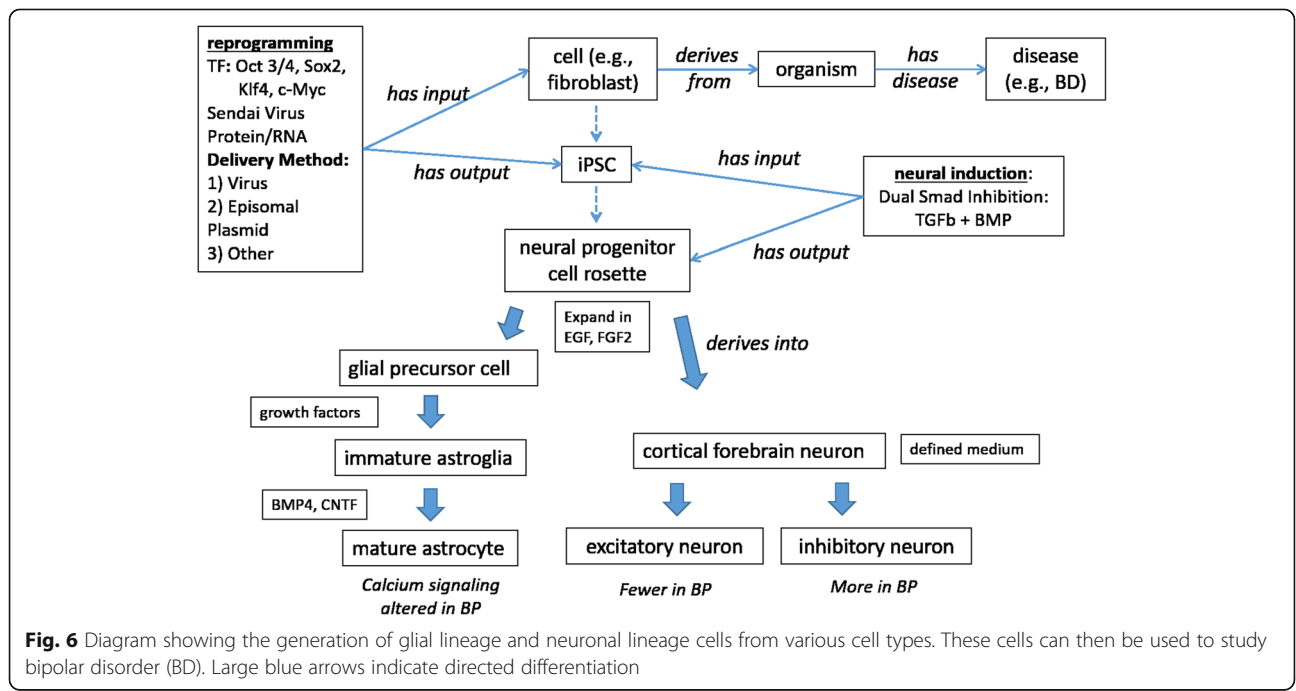 reprogramming
TF: Oct 3/4, Sox2,
Klf4, c-Myc
Sendai Virus
Protein/RNA
Delivery Method:
1) Virus
2) Episomal
Plasmid
3) Other
has input
has output
cell (e.g.,
fibroblast)
derives
from
organism
has
disease
disease
(e.g., BD)
iPSC
has input
neural induction:
Dual Smad Inhibition:
TGFb + BMP
has output
neural progenitor
cell rosette
Expand in
EGF, FGF2
derives into
glial precursor cell
growth factors
immature astroglia
BMP4, CNTF
mature astrocyte
Calcium signaling
altered in BP
cortical forebrain neuron
defined medium
excitatory neuron
Fewer in BP
inhibitory neuron
More in BP
Fig. 6 Diagram showing the generation of glial lineage and neuronal lineage cells from various cell types. These cells can then be used to study
bipolar disorder (BD). Large blue arrows indicate directed differentiation